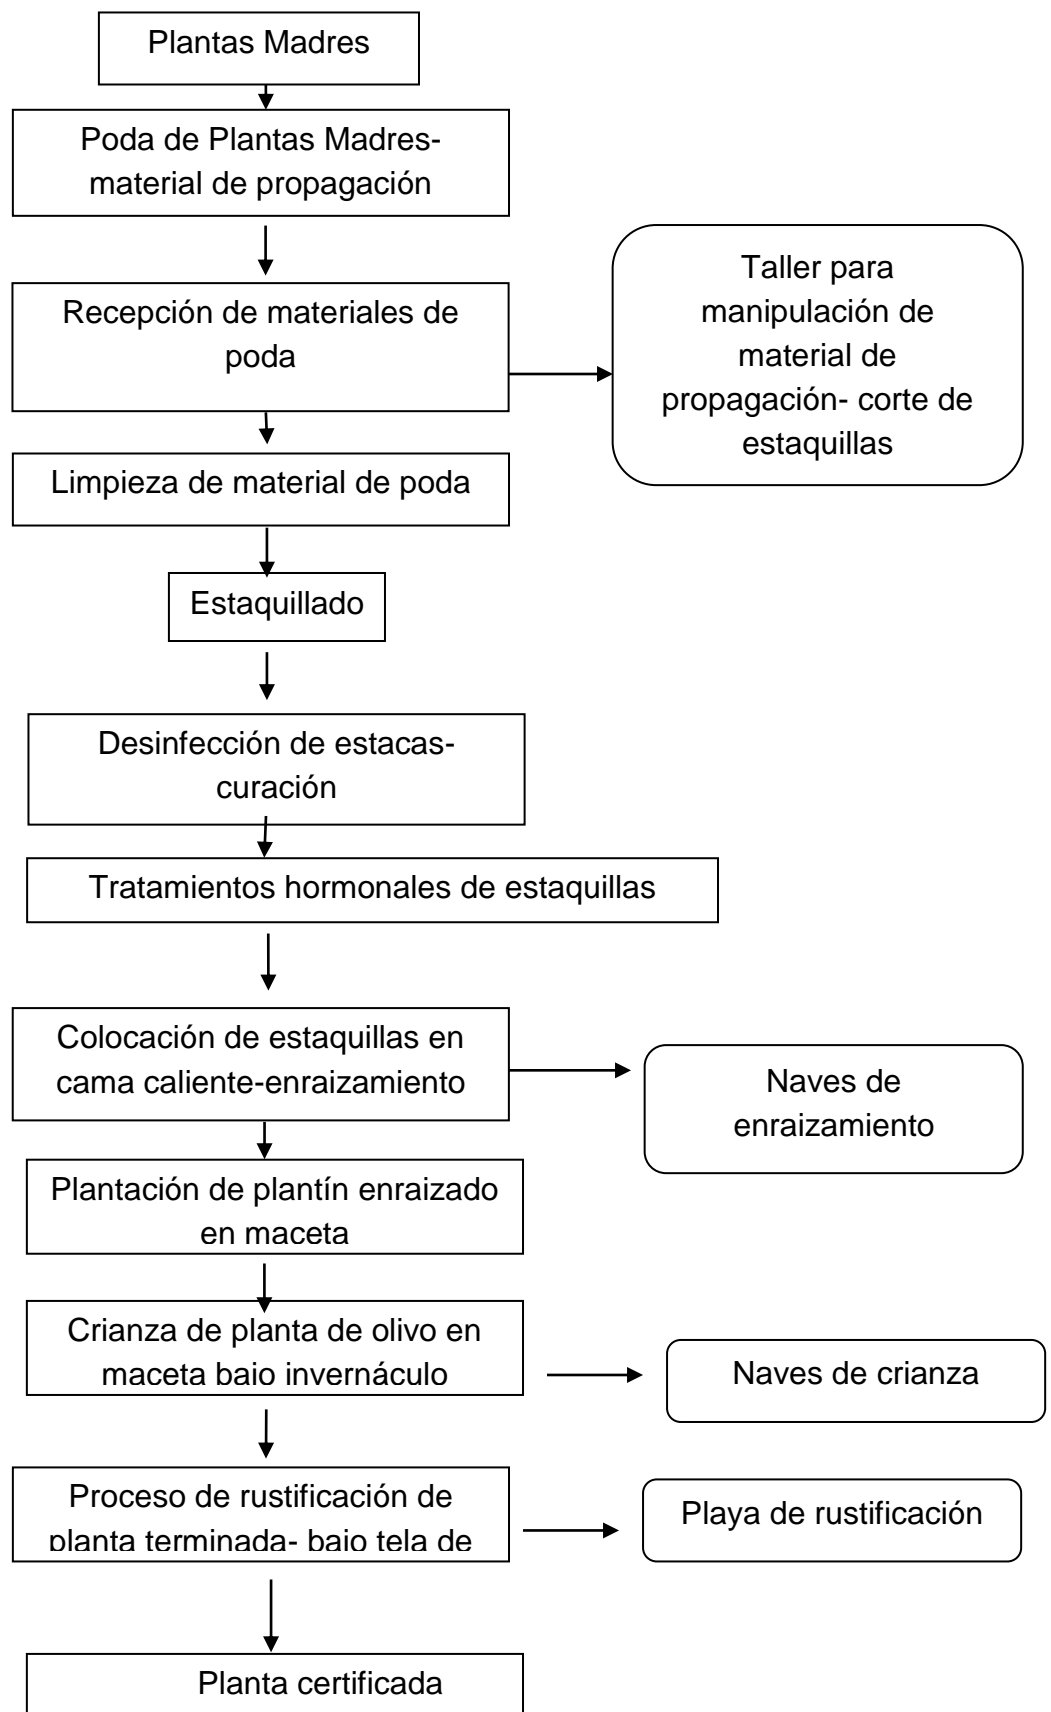 Plantas Madres
Poda de Plantas Madres-
material de propagación
Recepción de materiales de
poda
Taller para
manipulación de
material de
propagación- corte de
estaquillas
Limpieza de material de poda
Estaquillado
Desinfección de estacas-
curación
Tratamientos hormonales de estaquillas
Colocación de estaquillas en
cama caliente-enraizamiento
Naves de
enraizamiento
Plantación de plantín enraizado
en maceta
Crianza de planta de olivo en
maceta bajo invernáculo
Naves de crianza
Proceso de rustificación de
planta terminada- bajo tela de
Playa de rustificación
Planta certificada